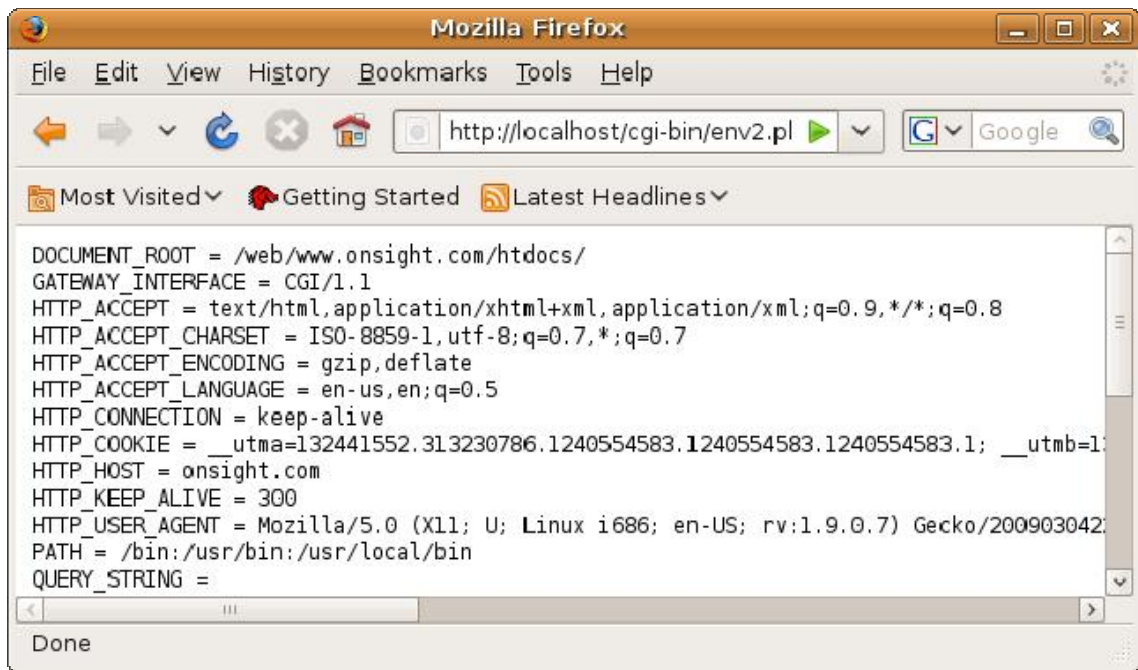 Mozilla Firefox
File Edit View History Bookmarks Tools Help
http://localhost/cgi-bin/env2.pl G Google
Most Visited Getting Started Latest Headlines
DOCUMENT_ROOT = /web/www.onsight.com/htdocs/
GATEWAY_INTERFACE = CGI/1.1
HTTP_ACCEPT = text/html,application/xhtml+xml,application/xml;q=0.9,*/*;q=0.8
HTTP_ACCEPT_CHARSET = ISO-8859-1,utf-8;q=0.7,*;q=0.7
HTTP_ACCEPT_ENCODING = gzip,deflate
HTTP_ACCEPT_LANGUAGE = en-us,en;q=0.5
HTTP_CONNECTION = keep-alive
HTTP_COOKIE = __utma=132441552.313230786.1240554583.1240554583.1240554583.1; __utmb=1
HTTP_HOST = onsight.com
HTTP_KEEP_ALIVE = 300
HTTP_USER_AGENT = Mozilla/5.0 (X11; U; Linux i686; en-US; rv:1.9.0.7) Gecko/200903042
PATH = /bin:/usr/bin:/usr/local/bin
QUERY_STRING =
Done